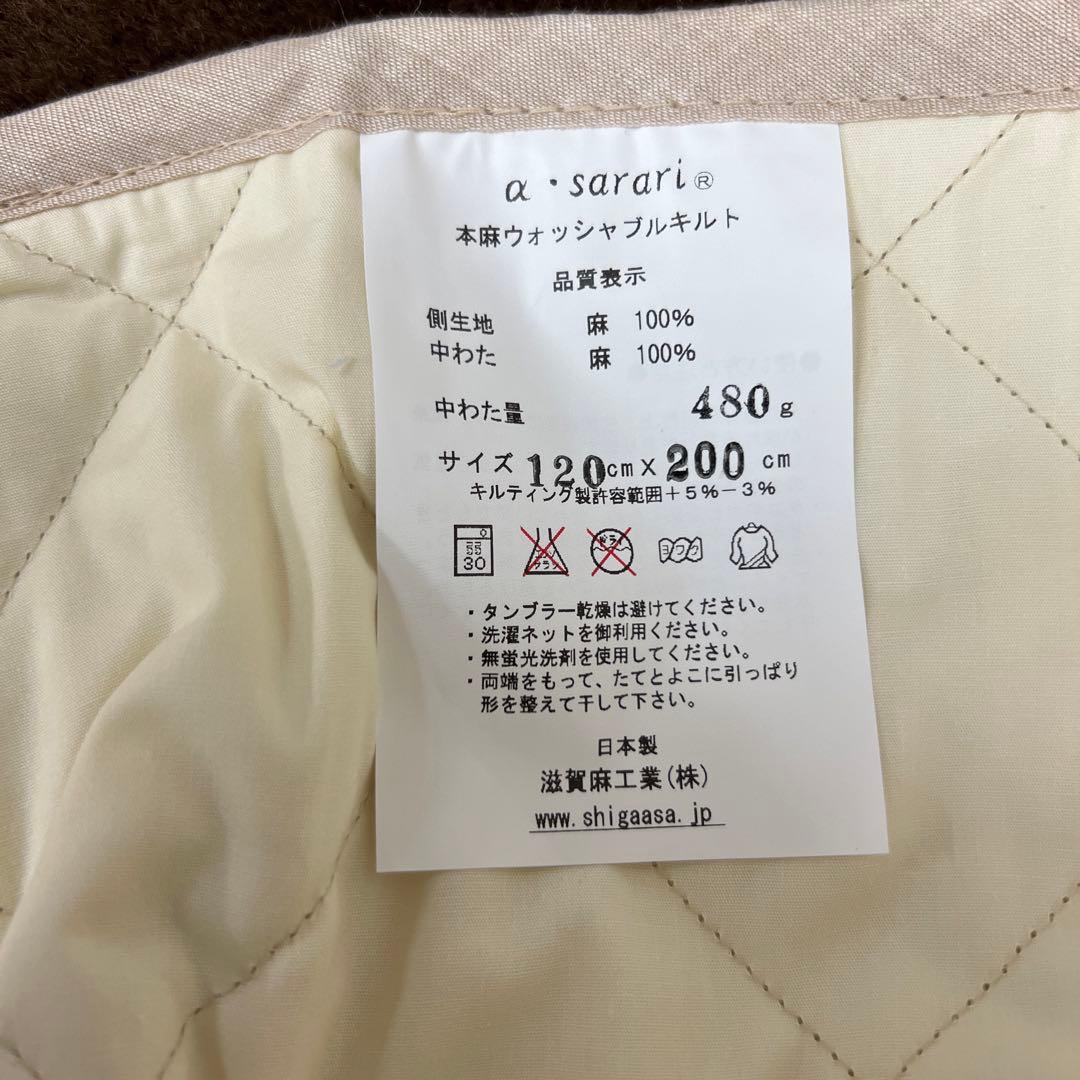 α・sarari®
本麻ウォッシャブルキルト
品質表示
側生地 麻 100%
中わた 麻 100%
中わた量 480g
サイズ 120cm×200cm
キルティング製許容範囲+5%-3%
30
ドライ
ヨワク
・タンブラー乾燥は避けてください。
・洗濯ネットを御利用ください。
・無蛍光洗剤を使用してください。
・両端をもって、たてとよこに引っぱり
形を整えて干して下さい。
日本製
滋賀麻工業(株)
www.shigaasa.jp